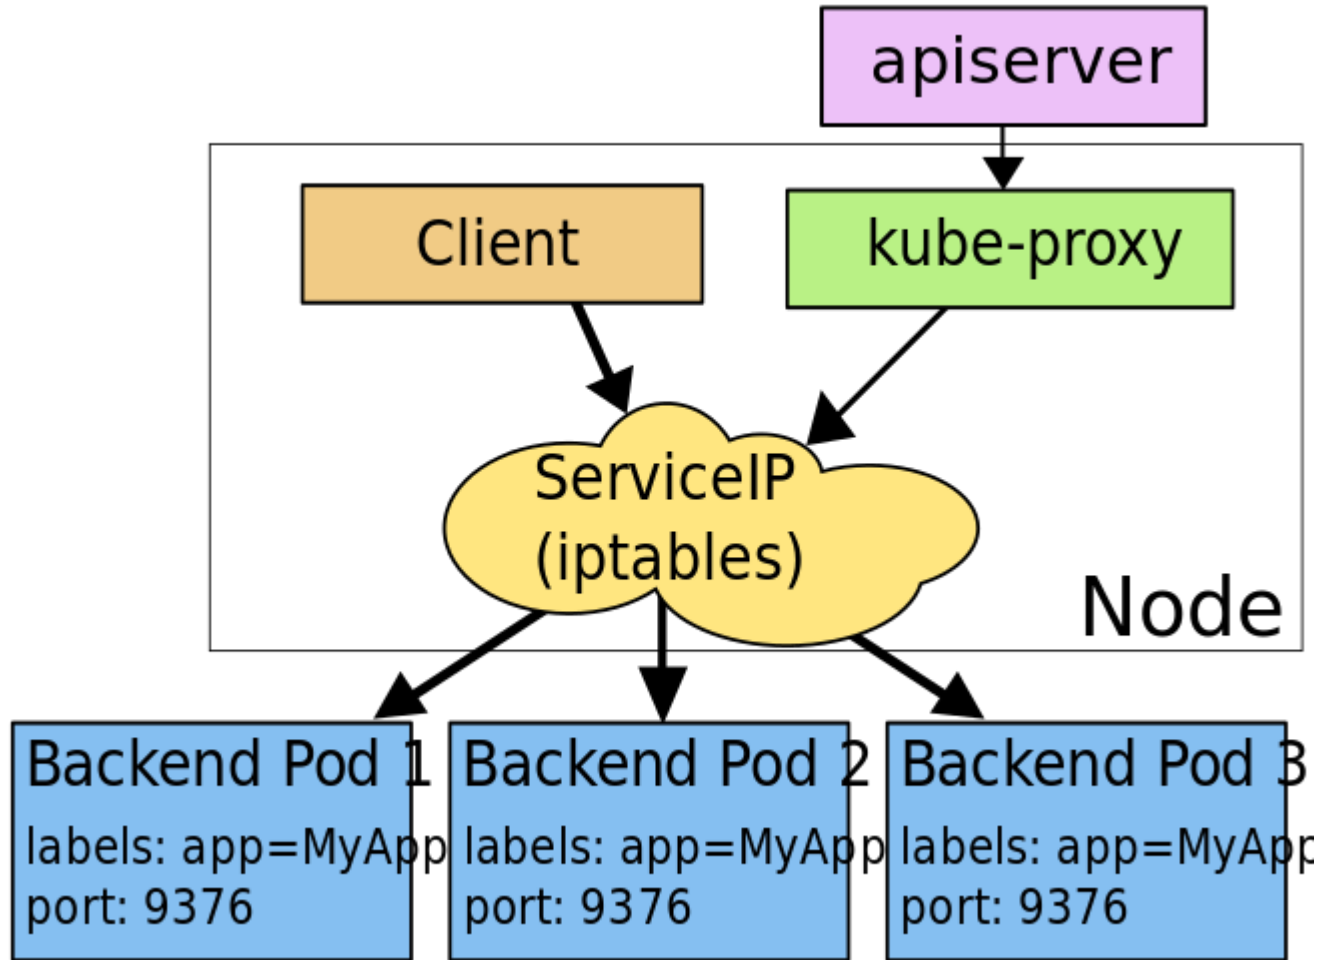 apiserver
Client
kube-proxy
ServiceIP
(iptables)
Node
Backend Pod 1
labels: app=MyApp
port: 9376
Backend Pod 2
labels: app=MyApp
port: 9376
Backend Pod 3
labels: app=MyApp
port: 9376